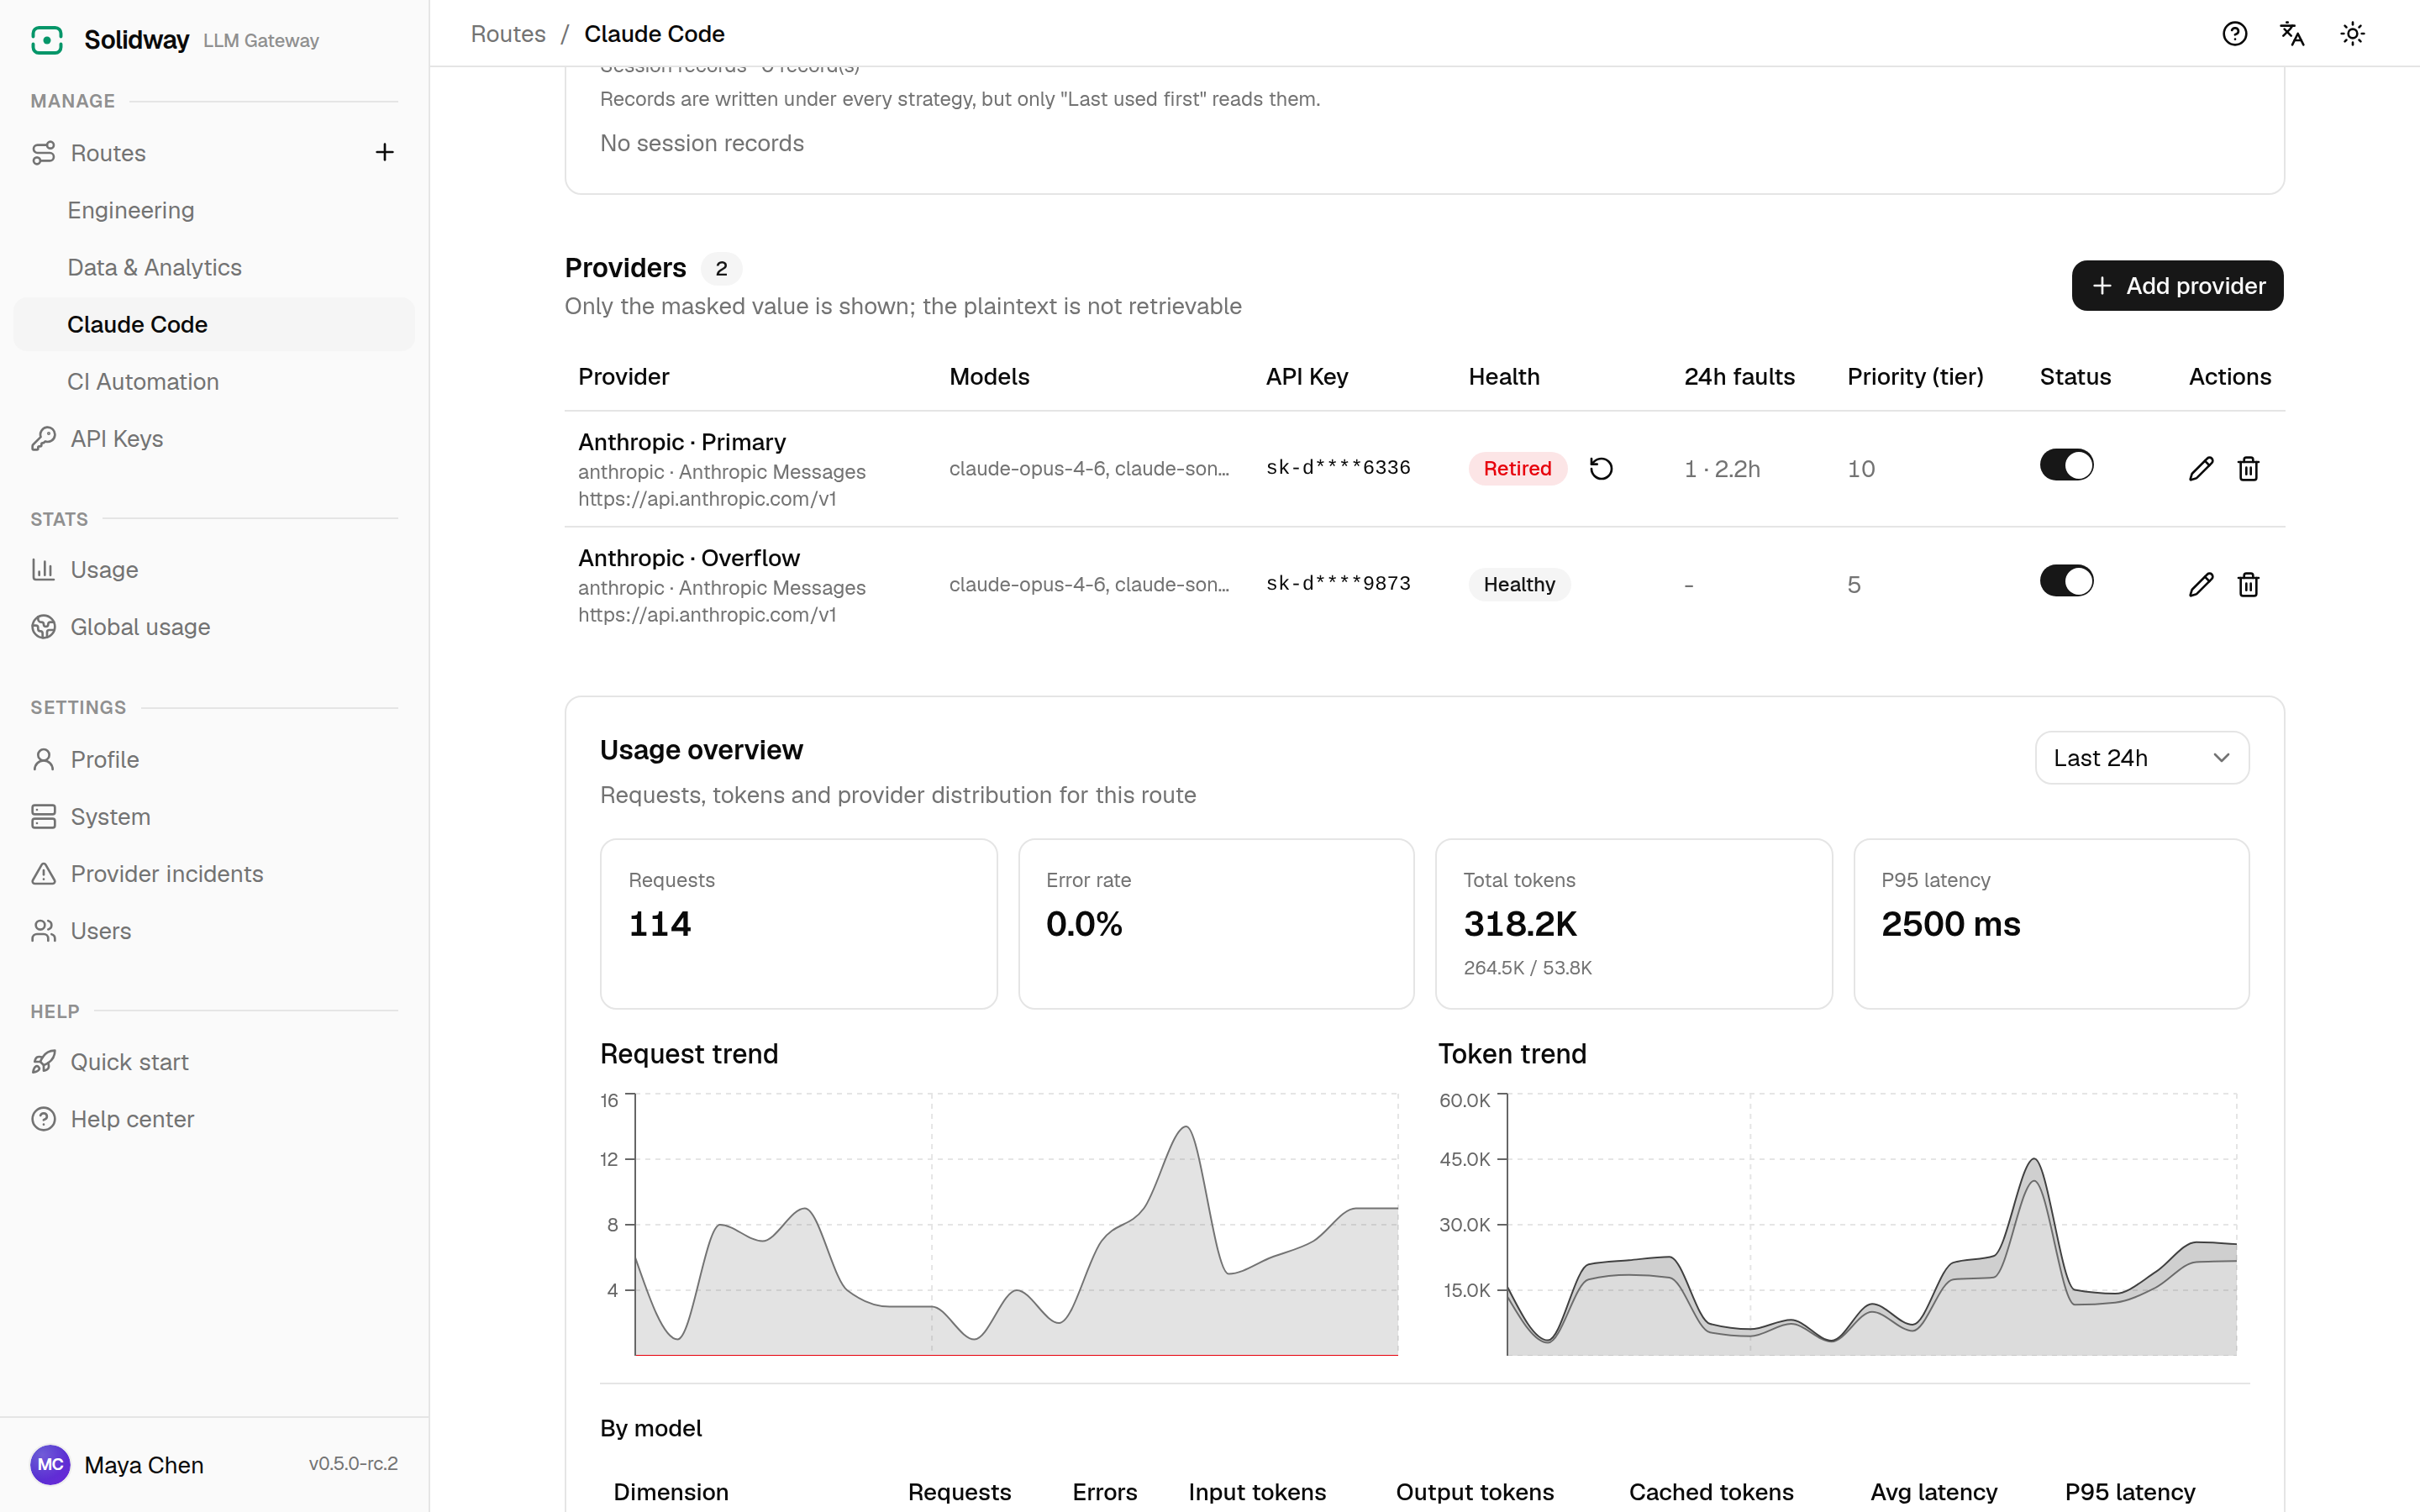 Solidway LLM Gateway
MANAGE
Routes
Engineering
Data & Analytics
Claude Code
CI Automation
API Keys
STATS
Usage
Global usage
SETTINGS
Profile
System
Provider incidents
Users
HELP
Quick start
Help center
MC Maya Chen v0.5.0-rc.2
Routes / Claude Code
Session records · 0 record(s)
Records are written under every strategy, but only "Last used first" reads them.
No session records
Providers 2
Only the masked value is shown; the plaintext is not retrievable
Add provider
Provider Models API Key Health 24h faults Priority (tier) Status Actions
Anthropic · Primary
anthropic · Anthropic Messages
https://api.anthropic.com/v1
claude-opus-4-6, claude-son... sk-d****6336 Retired 1 · 2.2h 10
Anthropic · Overflow
anthropic · Anthropic Messages
https://api.anthropic.com/v1
claude-opus-4-6, claude-son... sk-d****9873 Healthy - 5
Usage overview
Requests, tokens and provider distribution for this route
Last 24h
Requests
114
Error rate
0.0%
Total tokens
318.2K
264.5K / 53.8K
P95 latency
2500 ms
Request trend
16
12
8
4
Token trend
60.0K
45.0K
30.0K
15.0K
By model
Dimension Requests Errors Input tokens Output tokens Cached tokens Avg latency P95 latency